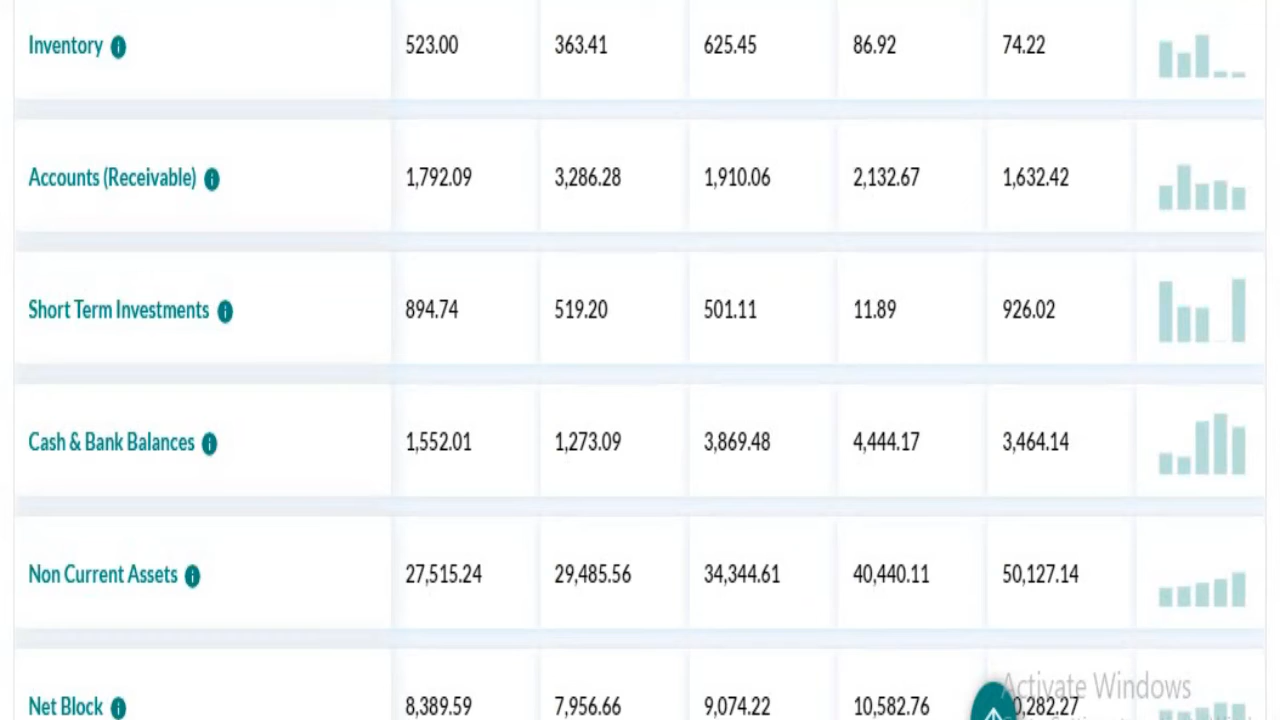 Inventory 523.00 363.41 625.45 86.92 74.22
Accounts (Receivable) 1,792.09 3,286.28 1,910.06 2,132.67 1,632.42
Short Term Investments 894.74 519.20 501.11 11.89 926.02
Cash & Bank Balances 1,552.01 1,273.09 3,869.48 4,444.17 3,464.14
Non Current Assets 27,515.24 29,485.56 34,344.61 40,440.11 50,127.14
Activate Windows
Net Block 8,389.59 7,956.66 9,074.22 10,582.76